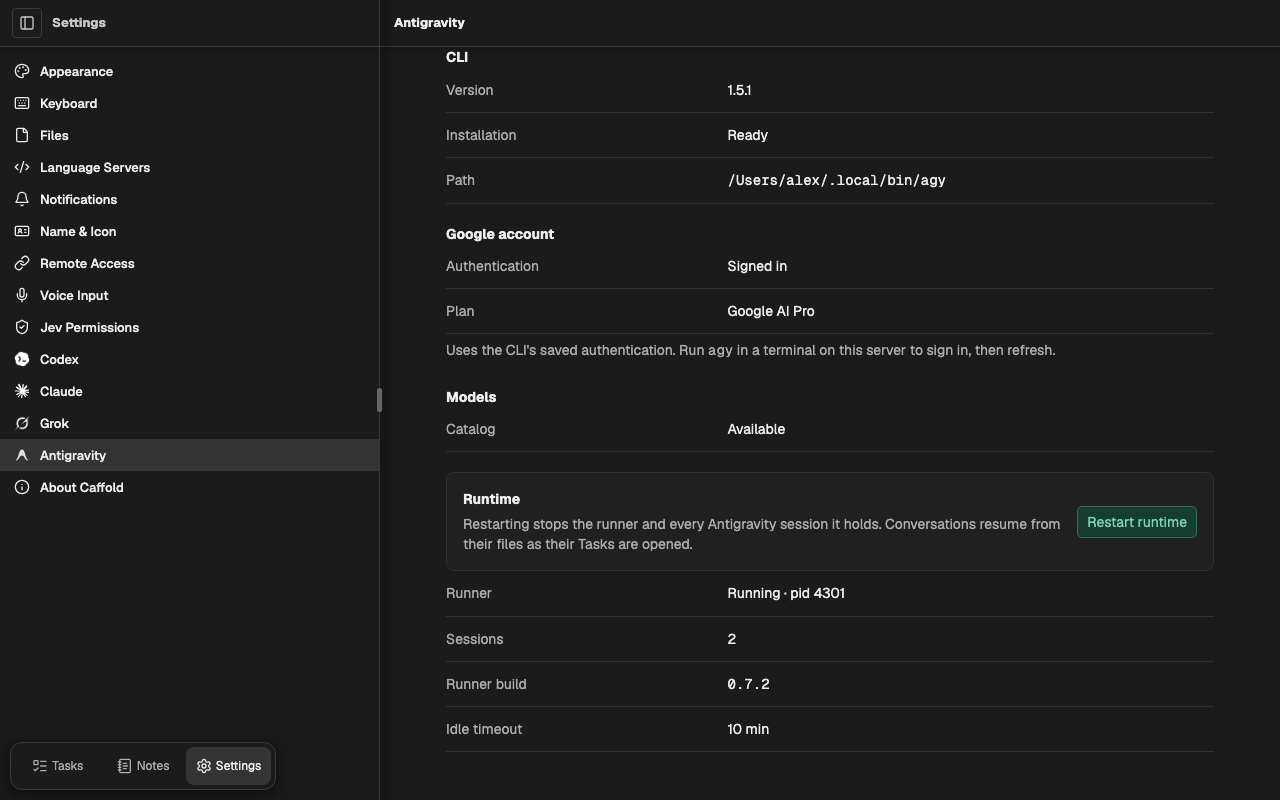 Settings
Antigravity
Appearance
Keyboard
Files
Language Servers
Notifications
Name & Icon
Remote Access
Voice Input
Jev Permissions
Codex
Claude
Grok
Antigravity
About Caffold
Tasks
Notes
Settings
CLI
Version 1.5.1
Installation Ready
Path /Users/alex/.local/bin/agy
Google account
Authentication Signed in
Plan Google AI Pro
Uses the CLI's saved authentication. Run agy in a terminal on this server to sign in, then refresh.
Models
Catalog Available
Runtime
Restarting stops the runner and every Antigravity session it holds. Conversations resume from
their files as their Tasks are opened.
Restart runtime
Runner Running · pid 4301
Sessions 2
Runner build 0.7.2
Idle timeout 10 min